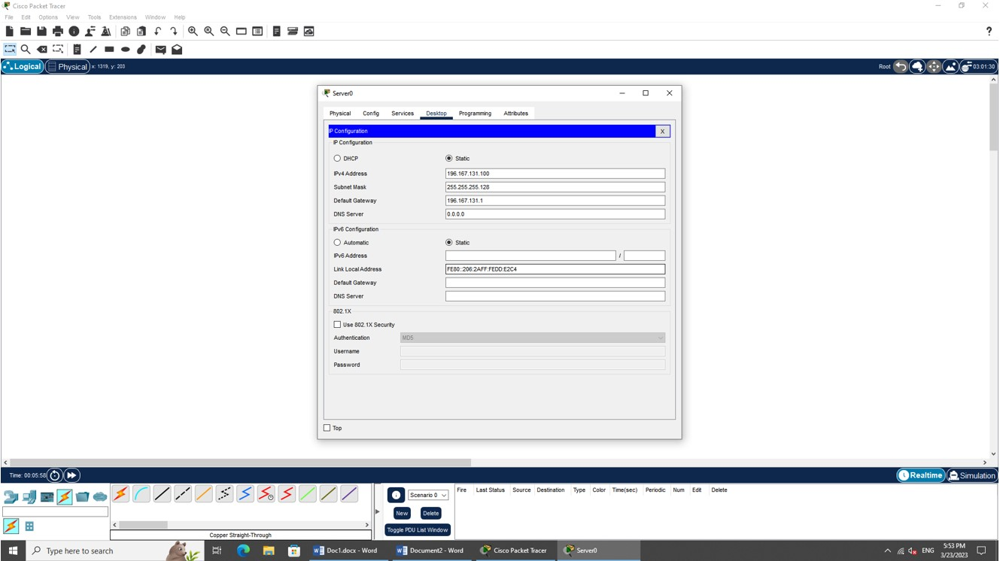 Cisco Packet Tracer
File Edit Options View Tools Extensions Window Help
?
Logical Physical x: 1319, y: 203 Root 03:01:30
Server0
Physical Config Services Desktop Programming Attributes
IP Configuration X
IP Configuration
DHCP Static
IPv4 Address 196.167.131.100
Subnet Mask 255.255.255.128
Default Gateway 196.167.131.1
DNS Server 0.0.0.0
IPv6 Configuration
Automatic Static
IPv6 Address /
Link Local Address FE80::206:2AFF:FEDD:E2C4
Default Gateway
DNS Server
802.1X
Use 802.1X Security
Authentication MD5
Username
Password
Top
Time: 00:05:58 Realtime Simulation
Scenario 0
Fire Last Status Source Destination Type Color Time(sec) Periodic Num Edit Delete
New Delete
Toggle PDU List Window
Copper Straight-Through
Type here to search Doc1.docx - Word Document2 - Word Cisco Packet Tracer Server0 ENG 5:53 PM
3/23/2023